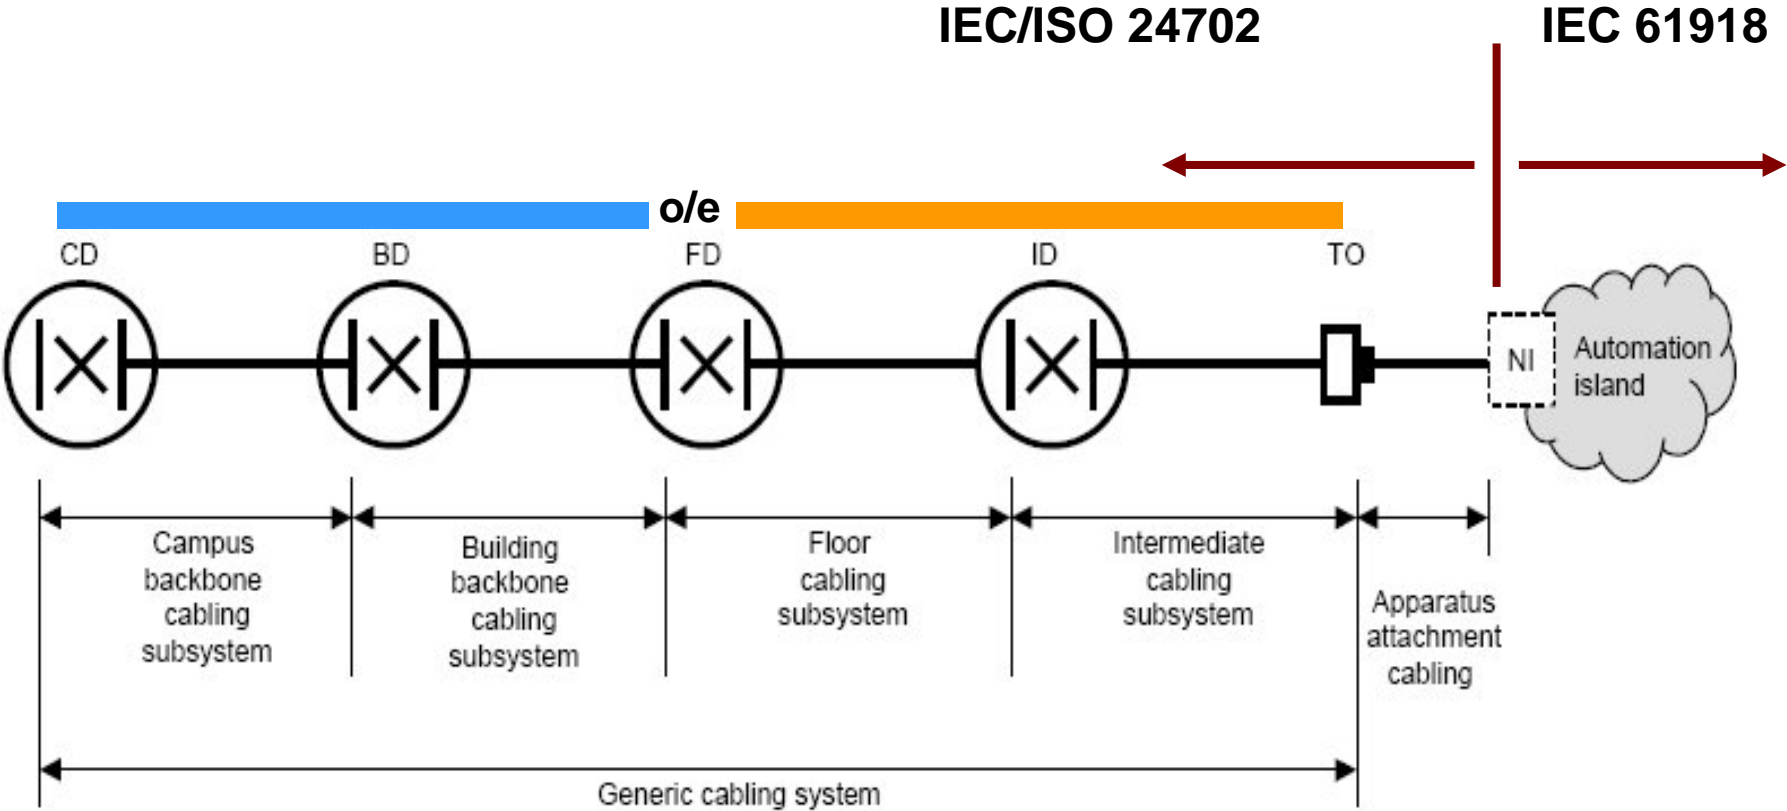 IEC/ISO 24702
IEC 61918
o/e
CD
BD
FD
ID
TO
NI
Automation
island
Campus
backbone
cabling
subsystem
Building
backbone
cabling
subsystem
Floor
cabling
subsystem
Intermediate
cabling
subsystem
Apparatus
attachment
cabling
Generic cabling system